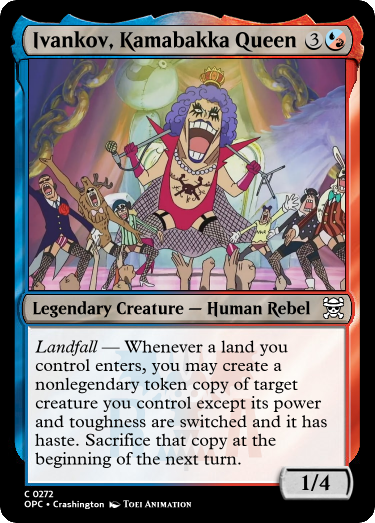 Ivankov, Kamabakka Queen 3
Legendary Creature — Human Rebel
Landfall — Whenever a land you
control enters, you may create a
nonlegendary token copy of target
creature you control except its power
and toughness are switched and it
has haste. Sacrifice that copy at the
beginning of the next turn.
1/4
C 0272
OPC • Crashington TOEI ANIMATION